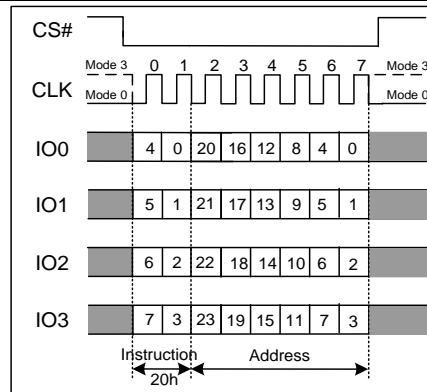 CS#
Mode 3 0 1 2 3 4 5 6 7 Mode 3
CLK
Mode 0 Mode 0
IO0 4 0 20 16 12 8 4 0
IO1 5 1 21 17 13 9 5 1
IO2 6 2 22 18 14 10 6 2
IO3 7 3 23 19 15 11 7 3
Instruction Address
20h